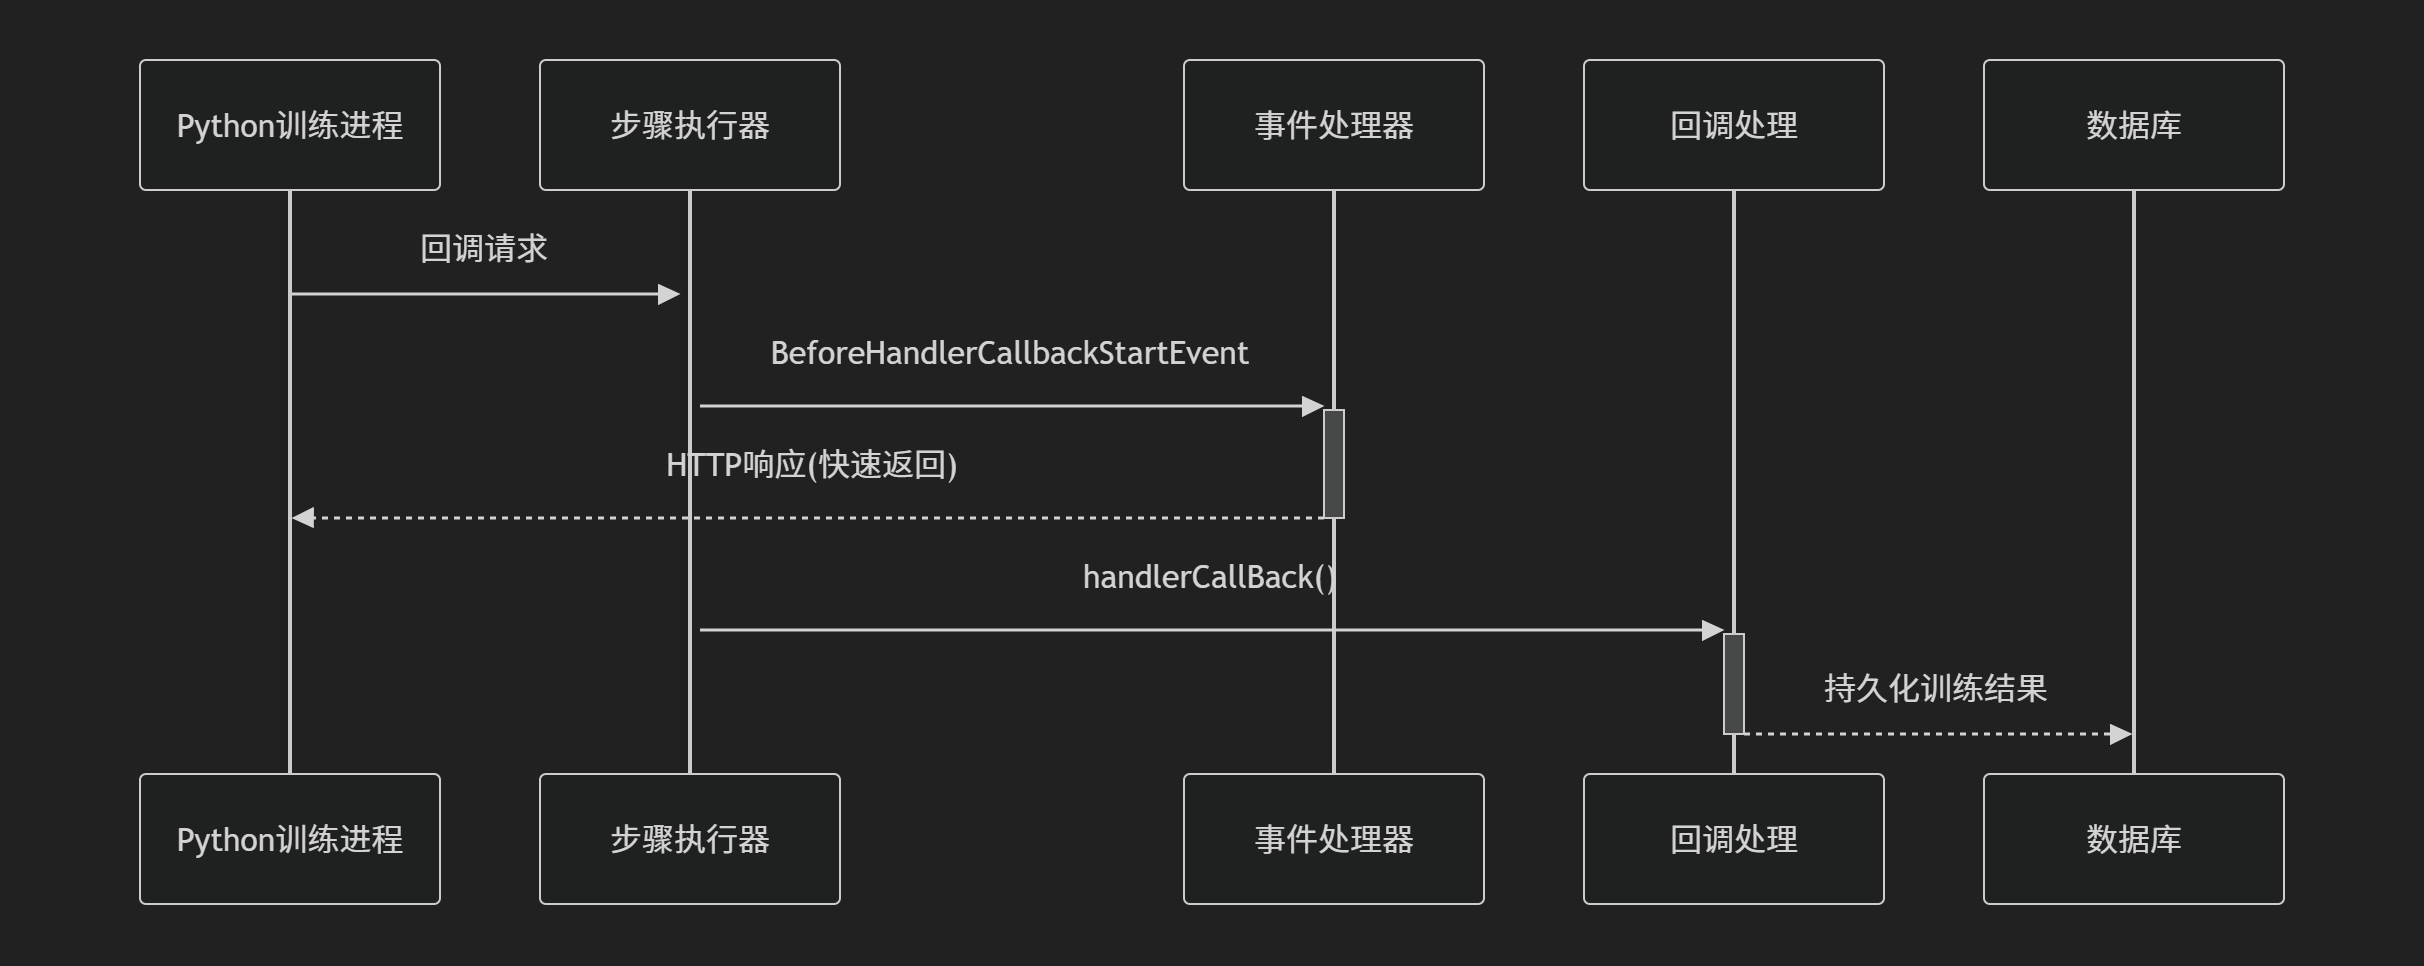 Python训练进程
步骤执行器
事件处理器
回调处理
数据库
回调请求
BeforeHandlerCallbackStartEvent
HTTP响应(快速返回)
handlerCallBack()
持久化训练结果
Python训练进程
步骤执行器
事件处理器
回调处理
数据库